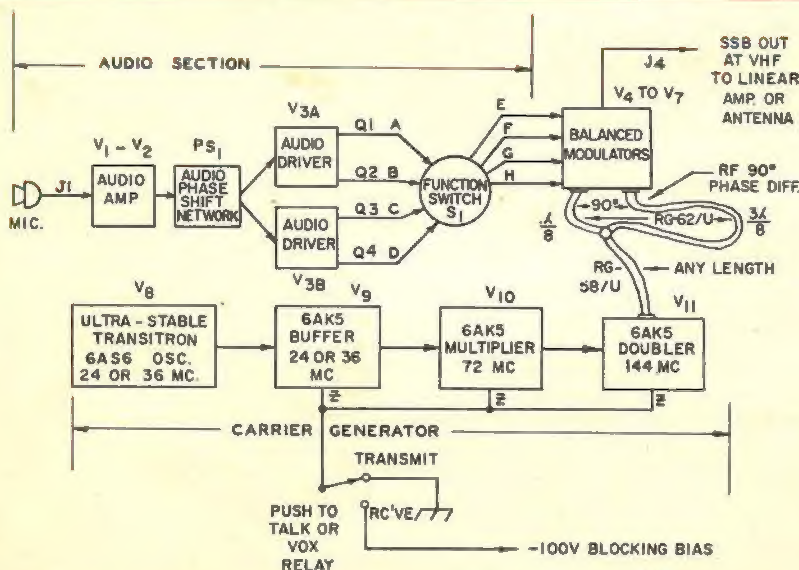 AUDIO SECTION
SSB OUT
AT VHF
TO LINEAR
AMP. OR
ANTENNA
J4
V4 TO V7
BALANCED
MODULATORS
E
F
G
H
V1 - V2
AUDIO
AMP
PS1
AUDIO
PHASE
SHIFT
NETWORK
V3A
AUDIO
DRIVER
Q1 A
Q2 B
AUDIO
DRIVER
Q3 C
Q4 D
V3B
FUNCTION
SWITCH
S1
J1
MIC.
RF 90°
PHASE DIFF.
90°
RG-62/U
λ/8
3λ/8
RG-
58/U
ANY LENGTH
V8
ULTRA-STABLE
TRANSITRON
6AS6 OSC.
24 OR 36 MC.
V9
6AK5
BUFFER
24 OR 36
MC
V10
6AK5
MULTIPLIER
72 MC
V11
6AK5
DOUBLER
144 MC
CARRIER GENERATOR
TRANSMIT
RC'VE
PUSH TO
TALK OR
VOX
RELAY
-100V BLOCKING BIAS